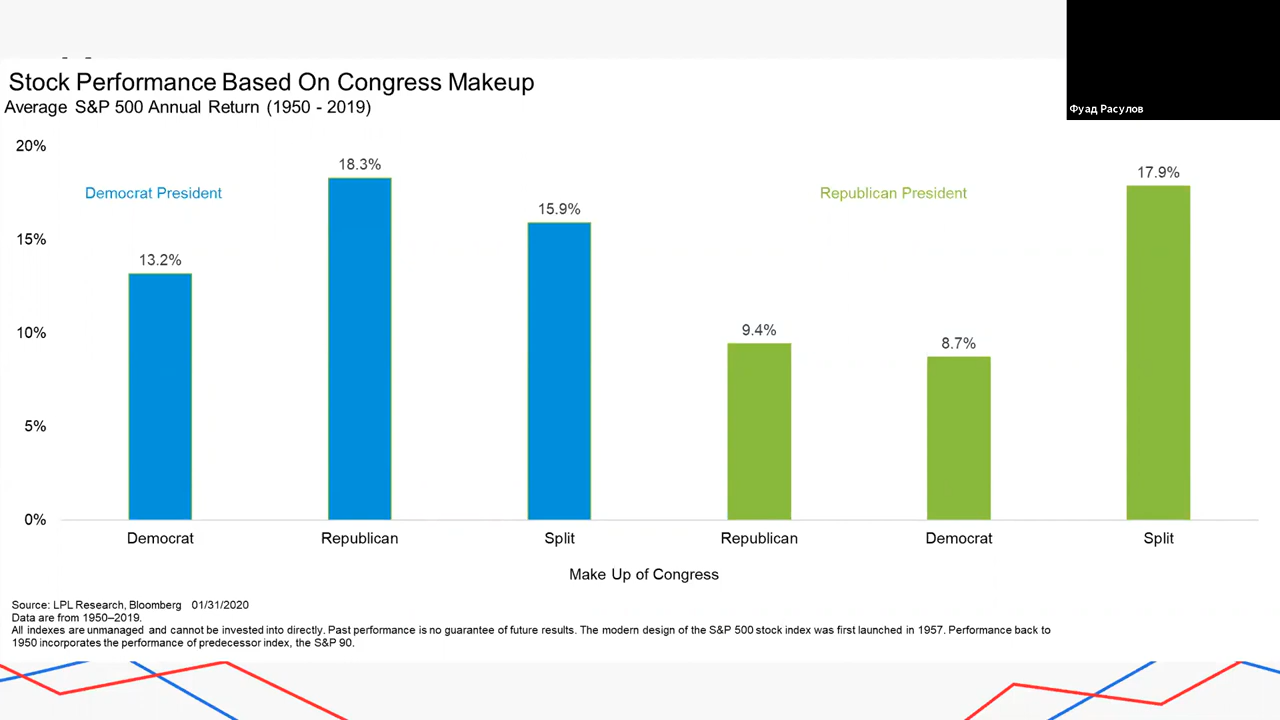 Фуад Расулов
Stock Performance Based On Congress Makeup
Average S&P 500 Annual Return (1950 - 2019)
20%
15%
10%
5%
0%
Democrat President
Republican President
13.2%
18.3%
15.9%
9.4%
8.7%
17.9%
Democrat
Republican
Split
Republican
Democrat
Split
Make Up of Congress
Source: LPL Research, Bloomberg 01/31/2020
Data are from 1950–2019.
All indexes are unmanaged and cannot be invested into directly. Past performance is no guarantee of future results. The modern design of the S&P 500 stock index was first launched in 1957. Performance back to
1950 incorporates the performance of predecessor index, the S&P 90.